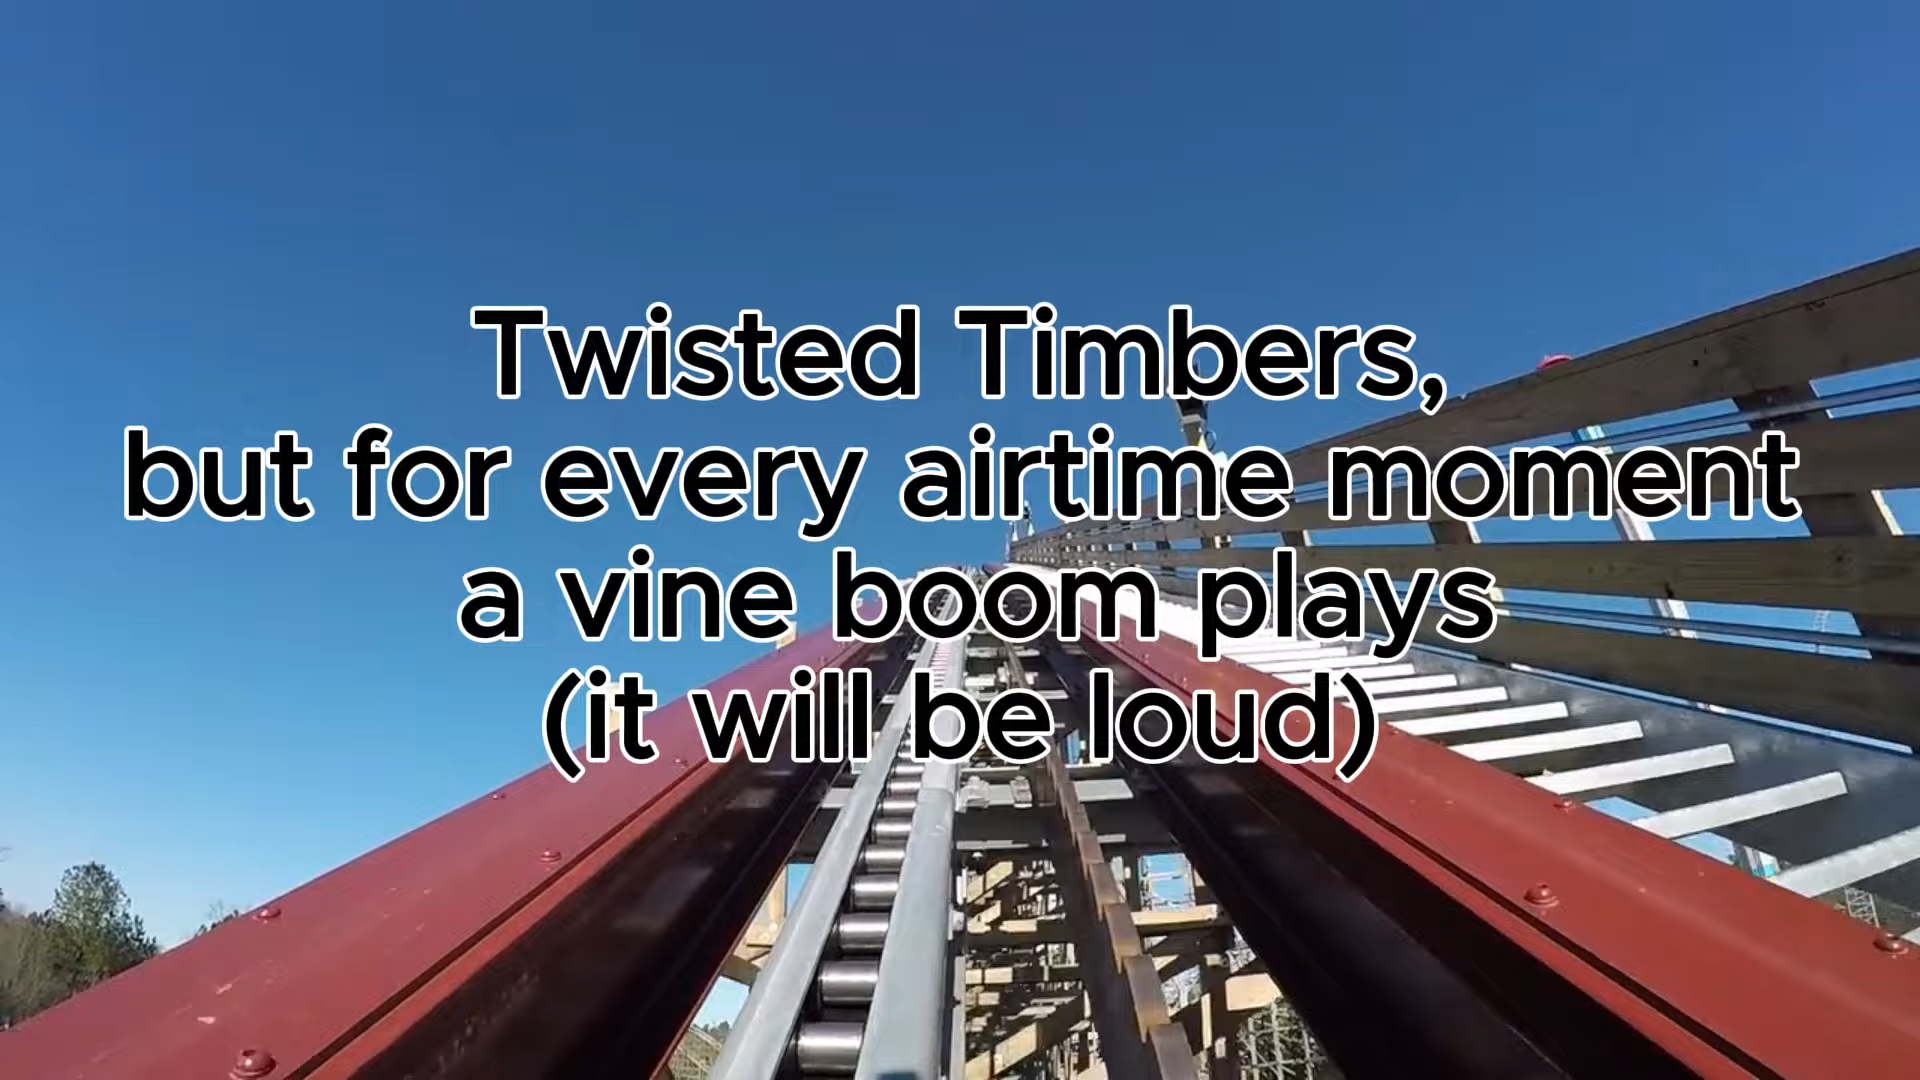 Twisted Timbers,
but for every airtime moment
a vine boom plays
(it will be loud)